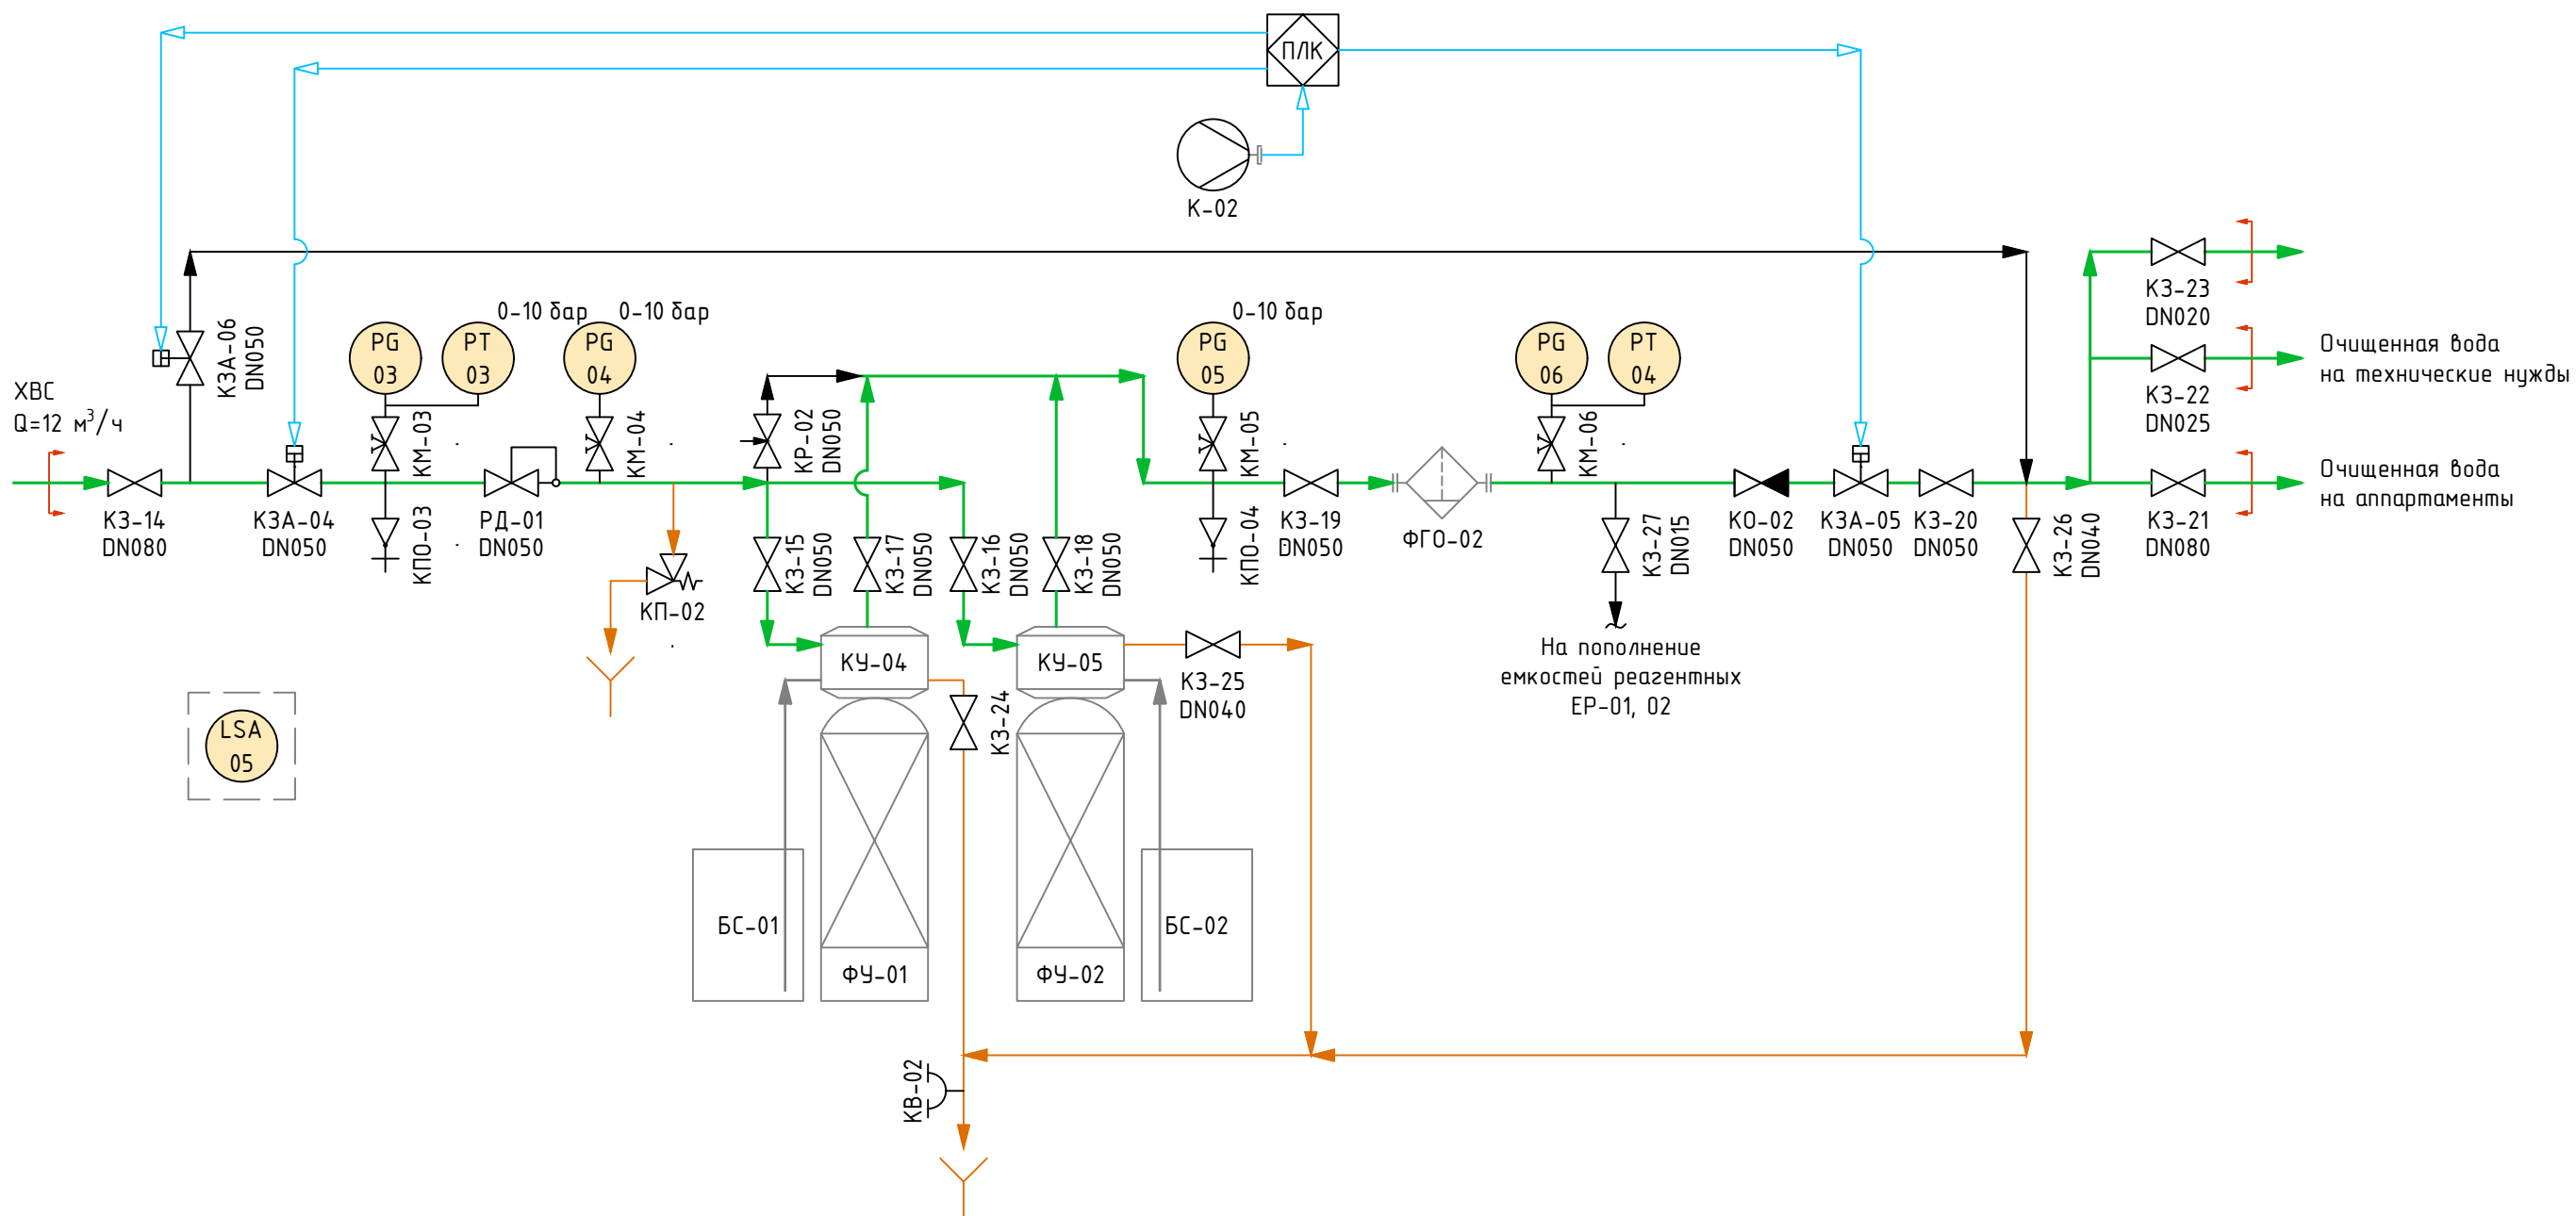 ПЛК
К-02
0-10 бар
0-10 бар
0-10 бар
PG
03
PT
03
PG
04
PG
05
PG
06
PT
04
КЗА-06
DN050
ХВС
Q=12 м³/ч
КМ-03
КМ-04
КР-02
DN050
КМ-05
КМ-06
КЗ-23
DN020
КЗ-22
DN025
Очищенная вода
на технические нужды
КЗ-14
DN080
КЗА-04
DN050
КПО-03
РД-01
DN050
КП-02
КЗ-15
DN050
КЗ-17
DN050
КЗ-16
DN050
КЗ-18
DN050
КПО-04
КЗ-19
DN050
ФГО-02
КЗ-27
DN015
КО-02
DN050
КЗА-05
DN050
КЗ-20
DN050
КЗ-26
DN040
КЗ-21
DN080
Очищенная вода
на аппартаменты
На пополнение
емкостей реагентных
ЕР-01, 02
КУ-04
КУ-05
КЗ-25
DN040
КЗ-24
LSA
05
БС-01
БС-02
ФУ-01
ФУ-02
КВ-02